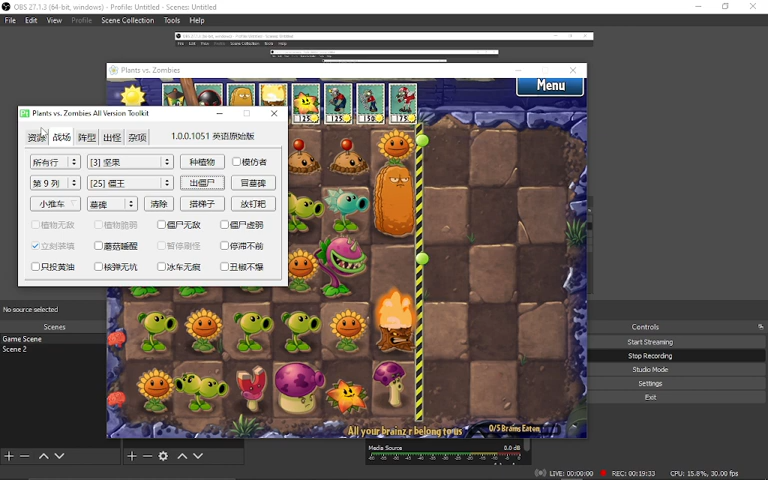 OBS 27.1.3 (64-bit, windows) - Profile: Untitled - Scenes: Untitled
File Edit View Profile Scene Collection Tools Help
Plants vs. Zombies
Menu
25 125 150 175
Plants vs. Zombies All Version Toolkit
资源 战场 阵型 出怪 杂项 1.0.0.1051 英语原始版
所有行 [3] 坚果 种植物 模仿者
第 9 列 [25] 僵王 出僵尸 官墓碑
小推车 墓碑 清除 搭梯子 放钉耙
植物无敌 植物脆弱 僵尸无敌 僵尸虚弱
立刻装填 蘑菇睡醒 暂停刷怪 停滞不前
只投黄油 核弹无坑 冰车无痕 丑椒不爆
No source selected
Scenes
Game Scene
Scene 2
Controls
Start Streaming
Stop Recording
Studio Mode
Settings
Exit
All your brainz r belong to us
0/5 Brains Eaten
Media Source 0.0 dB
LIVE: 00:00:00 REC: 00:19:33 CPU: 15.8%, 30.00 fps